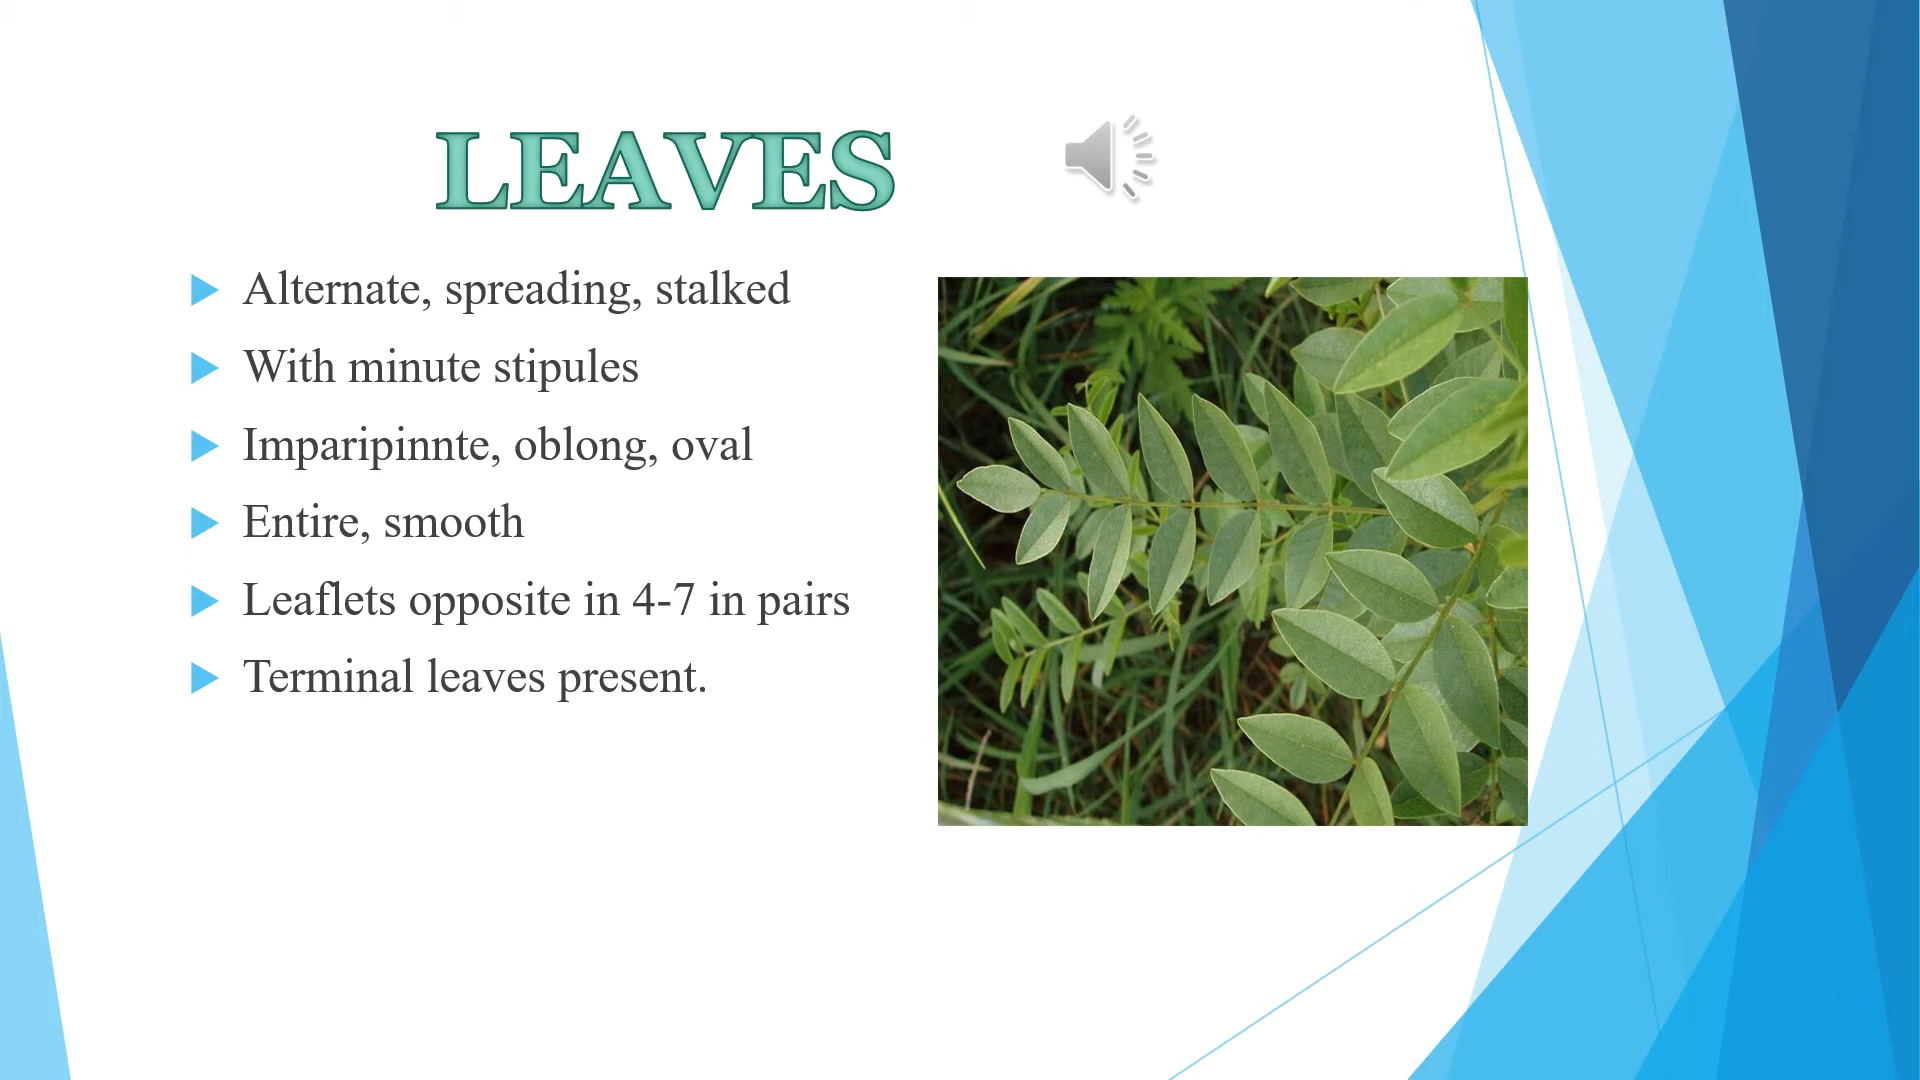 LEAVES
Alternate, spreading, stalked
With minute stipules
Imparipinnte, oblong, oval
Entire, smooth
Leaflets opposite in 4-7 in pairs
Terminal leaves present.